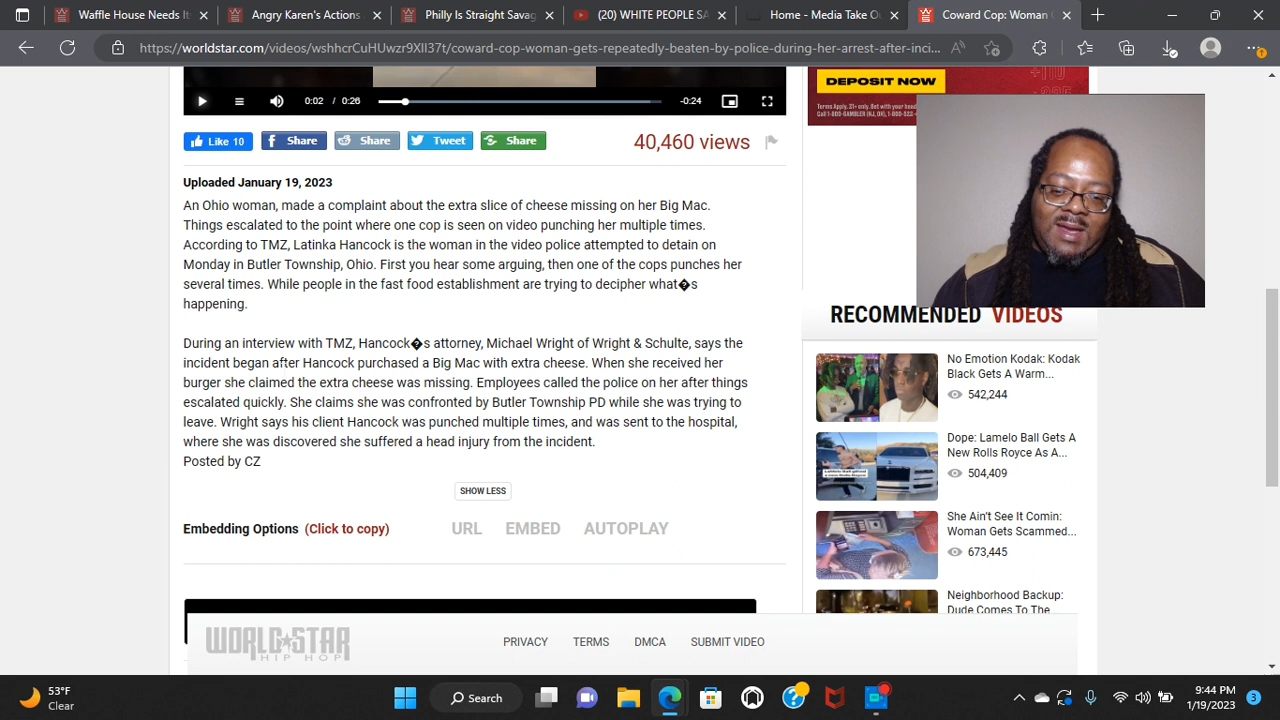 Waffle House Needs It
Angry Karen's Actions
Philly Is Straight Savag
(20) WHITE PEOPLE SA
Home - Media Take Ou
Coward Cop: Woman
https://worldstar.com/videos/wshhcrCuHUwzr9XIl37t/coward-cop-woman-gets-repeatedly-beaten-by-police-during-her-arrest-after-inci...
0:02 / 0:26
-0:24
DEPOSIT NOW
Like 10
Share
Share
Tweet
Share
40,460 views
Uploaded January 19, 2023
An Ohio woman, made a complaint about the extra slice of cheese missing on her Big Mac.
Things escalated to the point where one cop is seen on video punching her multiple times.
According to TMZ, Latinka Hancock is the woman in the video police attempted to detain on
Monday in Butler Township, Ohio. First you hear some arguing, then one of the cops punches her
several times. While people in the fast food establishment are trying to decipher what�s
happening.
During an interview with TMZ, Hancock�s attorney, Michael Wright of Wright & Schulte, says the
incident began after Hancock purchased a Big Mac with extra cheese. When she received her
burger she claimed the extra cheese was missing. Employees called the police on her after things
escalated quickly. She claims she was confronted by Butler Township PD while she was trying to
leave. Wright says his client Hancock was punched multiple times, and was sent to the hospital,
where she was discovered she suffered a head injury from the incident.
Posted by CZ
SHOW LESS
Embedding Options (Click to copy)
URL
EMBED
AUTOPLAY
RECOMMENDED VIDEOS
No Emotion Kodak: Kodak
Black Gets A Warm...
542,244
Dope: Lamelo Ball Gets A
New Rolls Royce As A...
504,409
She Ain't See It Comin:
Woman Gets Scammed...
673,445
Neighborhood Backup:
Dude Comes To The
WORLDSTAR
HIP HOP
PRIVACY
TERMS
DMCA
SUBMIT VIDEO
53°F
Clear
Search
9:44 PM
1/19/2023
3